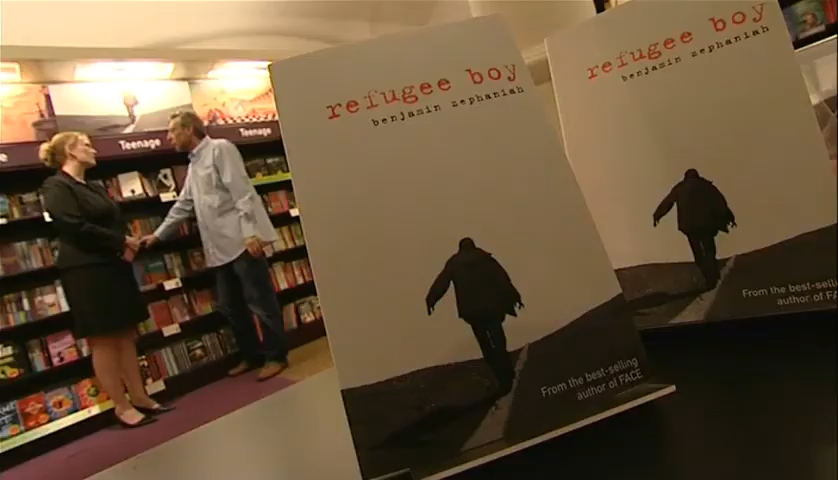 Teenage
Teenage
refugee boy
benjamin zephaniah
From the best-selling
author of FACE
refugee boy
benjamin zephaniah
From the best-sell
author of FA